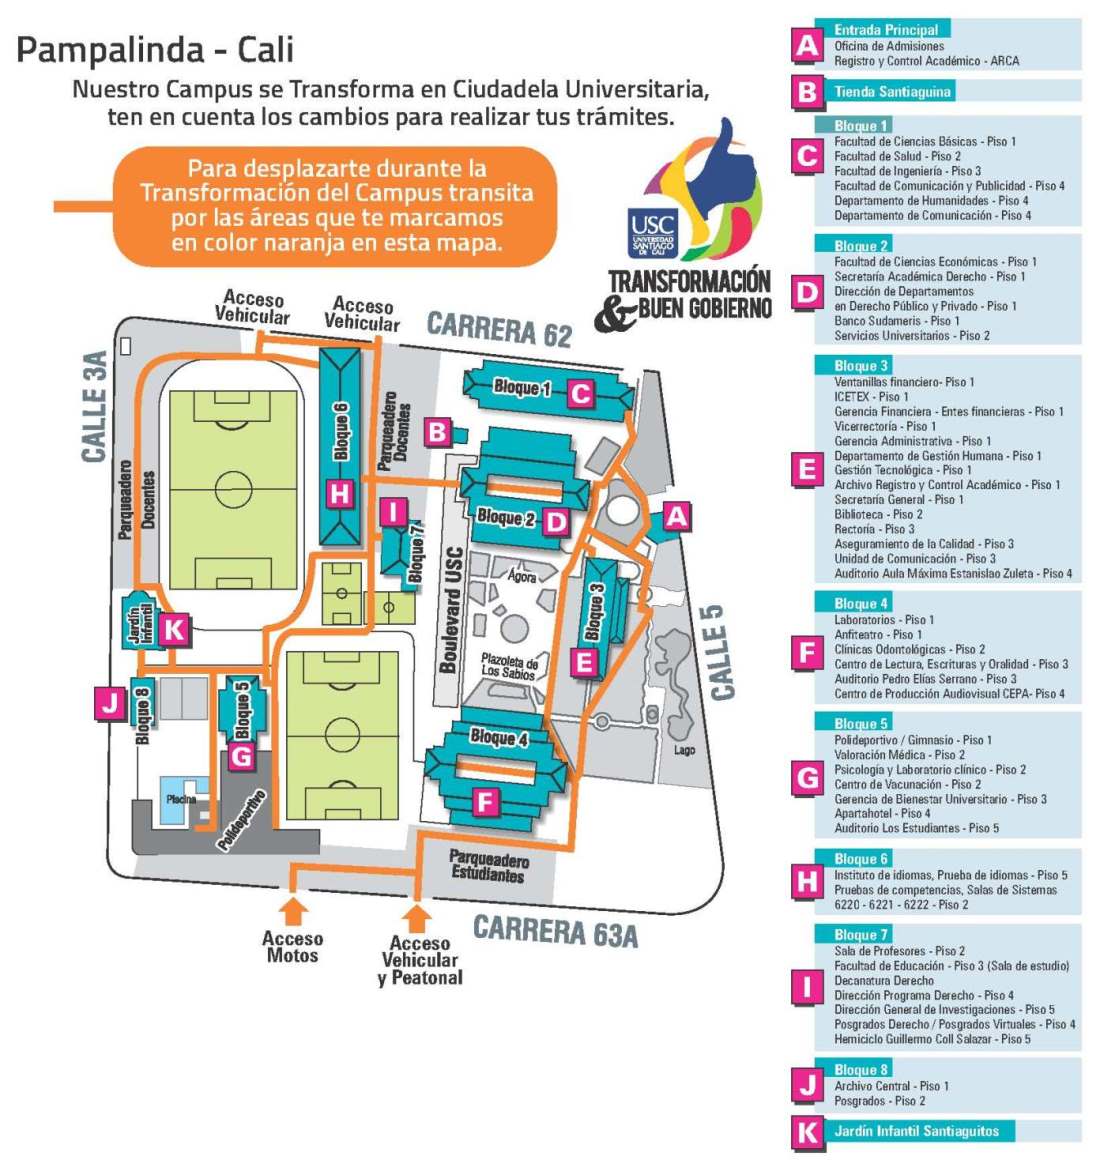 Pampalinda - Cali
Nuestro Campus se Transforma en Ciudadela Universitaria,
ten en cuenta los cambios para realizar tus trámites.
Para desplazarte durante la
Transformación del Campus transita
por las áreas que te marcamos
en color naranja en esta mapa.
USC
UNIVERSIDAD
SANTIAGO
DE CALI
TRANSFORMACIÓN
& BUEN GOBIERNO
Acceso
Vehicular
Acceso
Vehicular
CARRERA 62
CALLE 3A
Parqueadero
Docentes
Bloque 6
H
Parqueadero
Docentes
Bloque 1
C
B
Bloque 2
D
I
Bloque 7
A
Boulevard USC
Ágora
Bloque 3
E
CALLE 5
Jardín
Infantil
K
Plazoleta de
Los Sabios
J
Bloque 8
Bloque 5
G
Bloque 4
F
Lago
Piscina
Polideportivo
Parqueadero
Estudiantes
CARRERA 63A
Acceso
Motos
Acceso
Vehicular
y Peatonal
A
Entrada Principal
Oficina de Admisiones
Registro y Control Académico - ARCA
B
Tienda Santiaguina
C
Bloque 1
Facultad de Ciencias Básicas - Piso 1
Facultad de Salud - Piso 2
Facultad de Ingeniería - Piso 3
Facultad de Comunicación y Publicidad - Piso 4
Departamento de Humanidades - Piso 4
Departamento de Comunicación - Piso 4
D
Bloque 2
Facultad de Ciencias Económicas - Piso 1
Secretaría Académica Derecho - Piso 1
Dirección de Departamentos
en Derecho Público y Privado - Piso 1
Banco Sudameris - Piso 1
Servicios Universitarios - Piso 2
E
Bloque 3
Ventanillas financiero- Piso 1
ICETEX - Piso 1
Gerencia Financiera - Entes financieras - Piso 1
Vicerrectoría - Piso 1
Gerencia Administrativa - Piso 1
Departamento de Gestión Humana - Piso 1
Gestión Tecnológica - Piso 1
Archivo Registro y Control Académico - Piso 1
Secretaría General - Piso 1
Biblioteca - Piso 2
Rectoría - Piso 3
Aseguramiento de la Calidad - Piso 3
Unidad de Comunicación - Piso 3
Auditorio Aula Máxima Estanislao Zuleta - Piso 4
F
Bloque 4
Laboratorios - Piso 1
Anfiteatro - Piso 1
Clínicas Odontológicas - Piso 2
Centro de Lectura, Escrituras y Oralidad - Piso 3
Auditorio Pedro Elías Serrano - Piso 3
Centro de Producción Audiovisual CEPA- Piso 4
G
Bloque 5
Polideportivo / Gimnasio - Piso 1
Valoración Médica - Piso 2
Psicología y Laboratorio clínico - Piso 2
Centro de Vacunación - Piso 2
Gerencia de Bienestar Universitario - Piso 3
Apartahotel - Piso 4
Auditorio Los Estudiantes - Piso 5
H
Bloque 6
Instituto de idiomas, Prueba de idiomas - Piso 5
Pruebas de competencias, Salas de Sistemas
6220 - 6221 - 6222 - Piso 2
I
Bloque 7
Sala de Profesores - Piso 2
Facultad de Educación - Piso 3 (Sala de estudio)
Decanatura Derecho
Dirección Programa Derecho - Piso 4
Dirección General de Investigaciones - Piso 5
Posgrados Derecho / Posgrados Virtuales - Piso 4
Hemiciclo Guillermo Coll Salazar - Piso 5
J
Bloque 8
Archivo Central - Piso 1
Posgrados - Piso 2
K
Jardín Infantil Santiaguitos